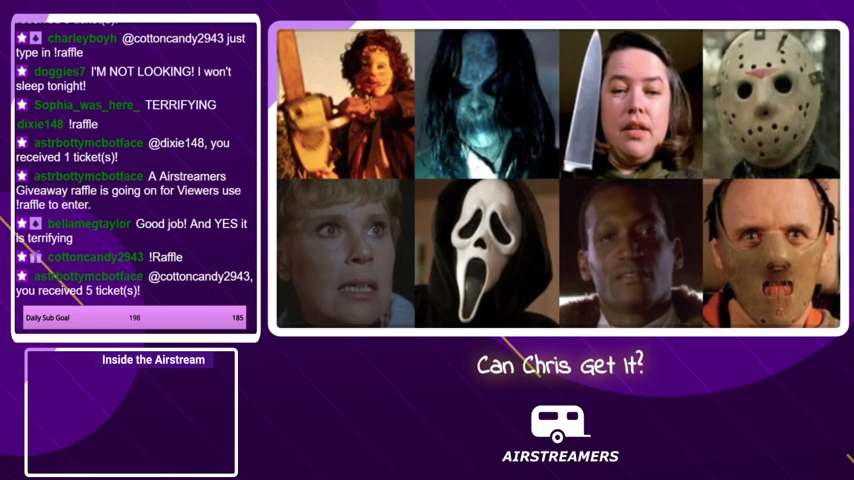 charleyboyh @cottoncandy2943 just
type in !raffle
doggies7 I'M NOT LOOKING! I won't
sleep tonight!
Sophia_was_here_ TERRIFYING
dixie148 !raffle
astrbottymcbotface @dixie148, you
received 1 ticket(s)!
astrbottymcbotface A Airstreamers
Giveaway raffle is going on for Viewers use
!raffle to enter.
bellamegtaylor Good job! And YES it
is terrifying
cottoncandy2943 !Raffle
astrbottymcbotface @cottoncandy2943,
you received 5 ticket(s)!
Daily Sub Goal 198 185
Inside the Airstream
Can Chris Get It?
AIRSTREAMERS